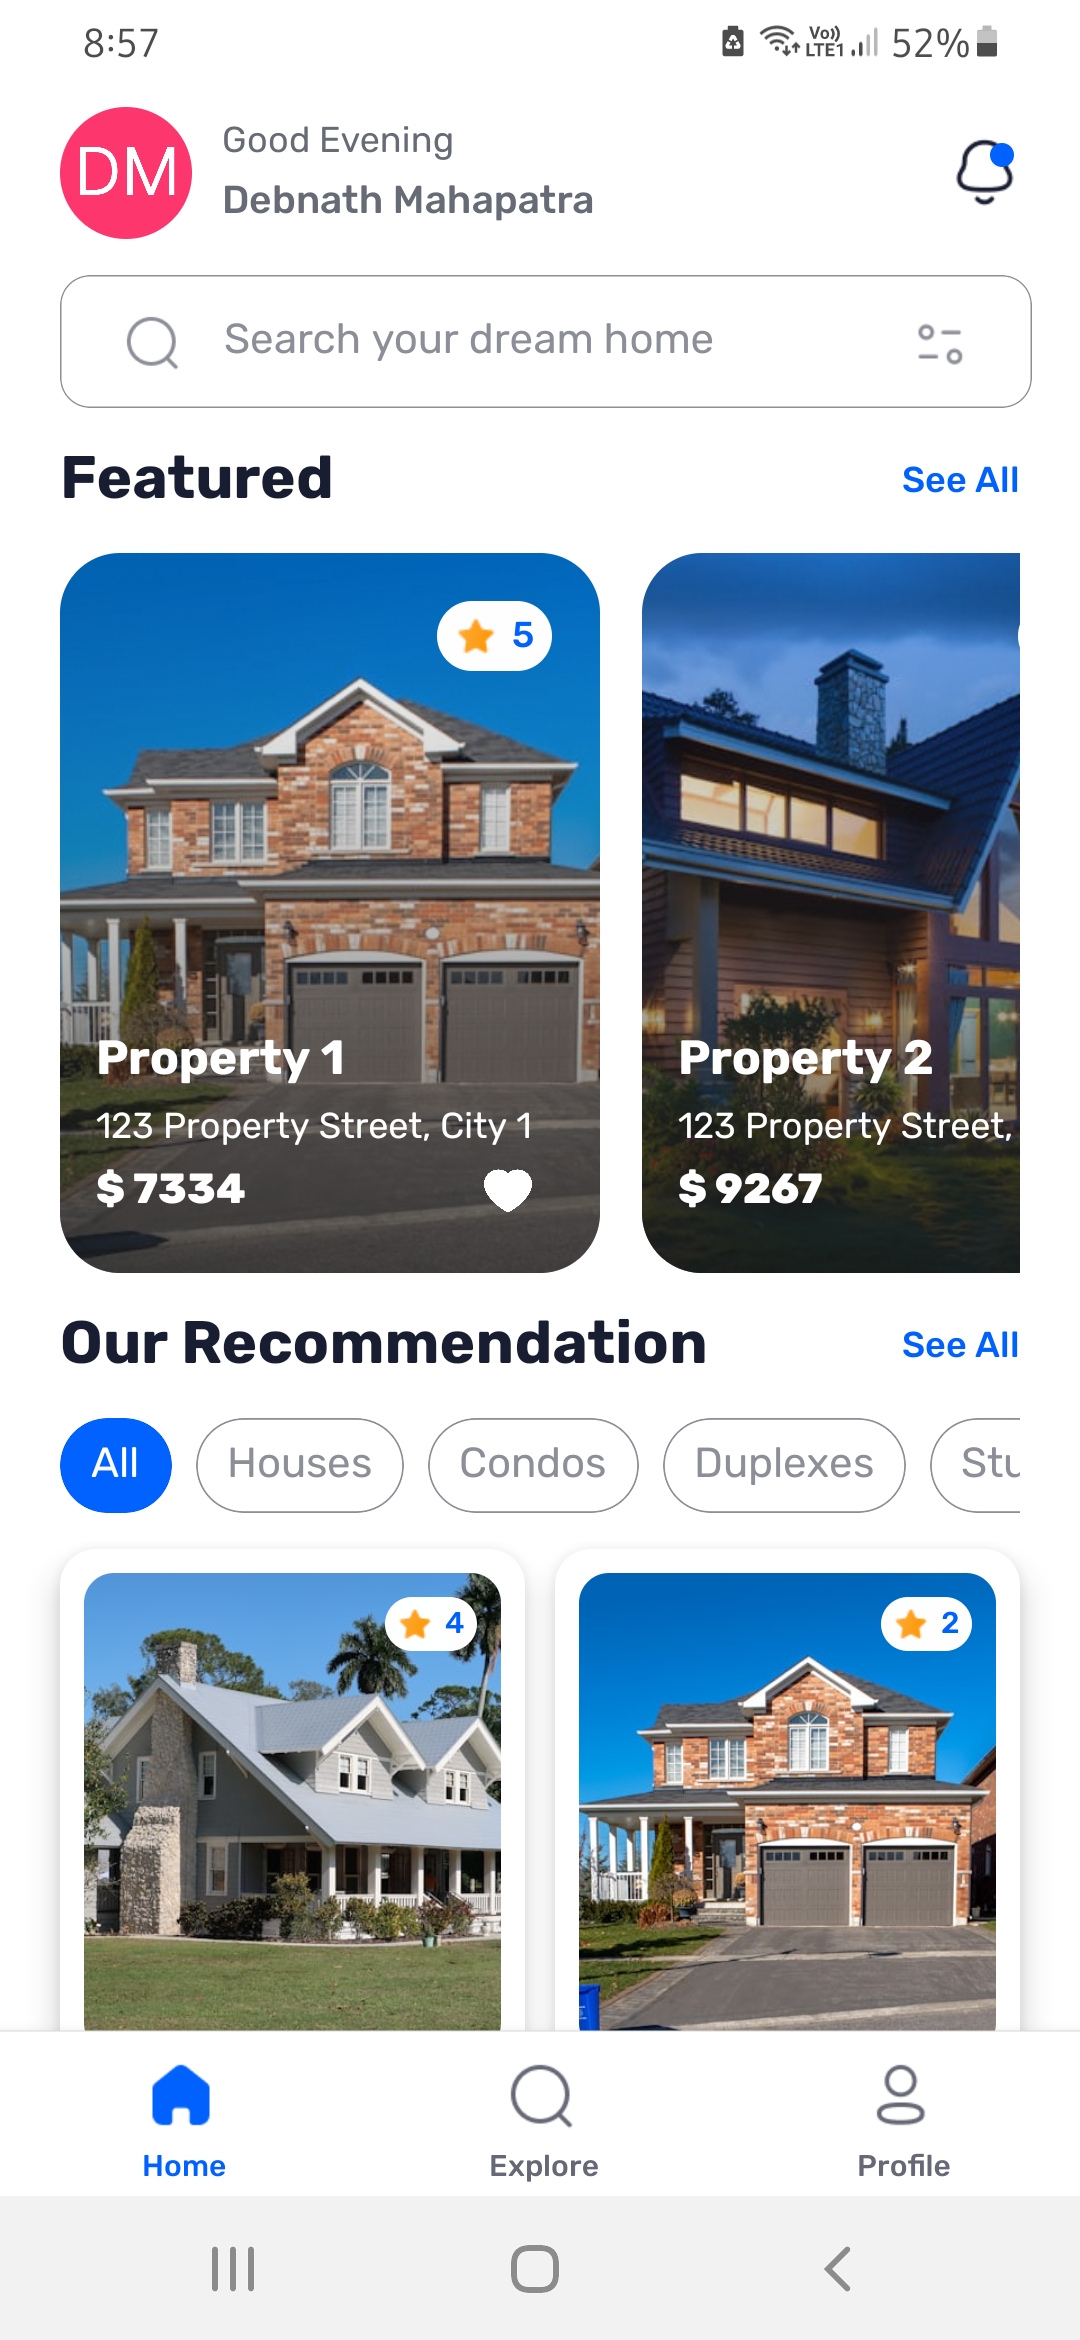 8:57
Vo)) LTE1 52%
DM
Good Evening
Debnath Mahapatra
Search your dream home
Featured
See All
5
Property 1
123 Property Street, City 1
$ 7334
Property 2
123 Property Street,
$ 9267
Our Recommendation
See All
All
Houses
Condos
Duplexes
Stu
4
2
Home
Explore
Profile